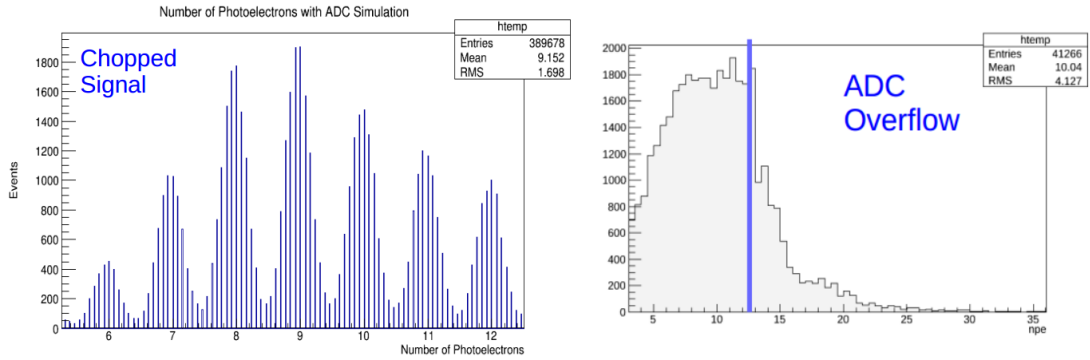 Number of Photoelectrons with ADC Simulation
htemp
Entries 389678
Mean 9.152
RMS 1.698
Chopped
Signal
Events
1800
1600
1400
1200
1000
800
600
400
200
0
6 7 8 9 10 11 12
Number of Photoelectrons
htemp
Entries 41266
Mean 10.04
RMS 4.127
ADC
Overflow
2000
1800
1600
1400
1200
1000
800
600
400
200
0
5 10 15 20 25 30 35
npe